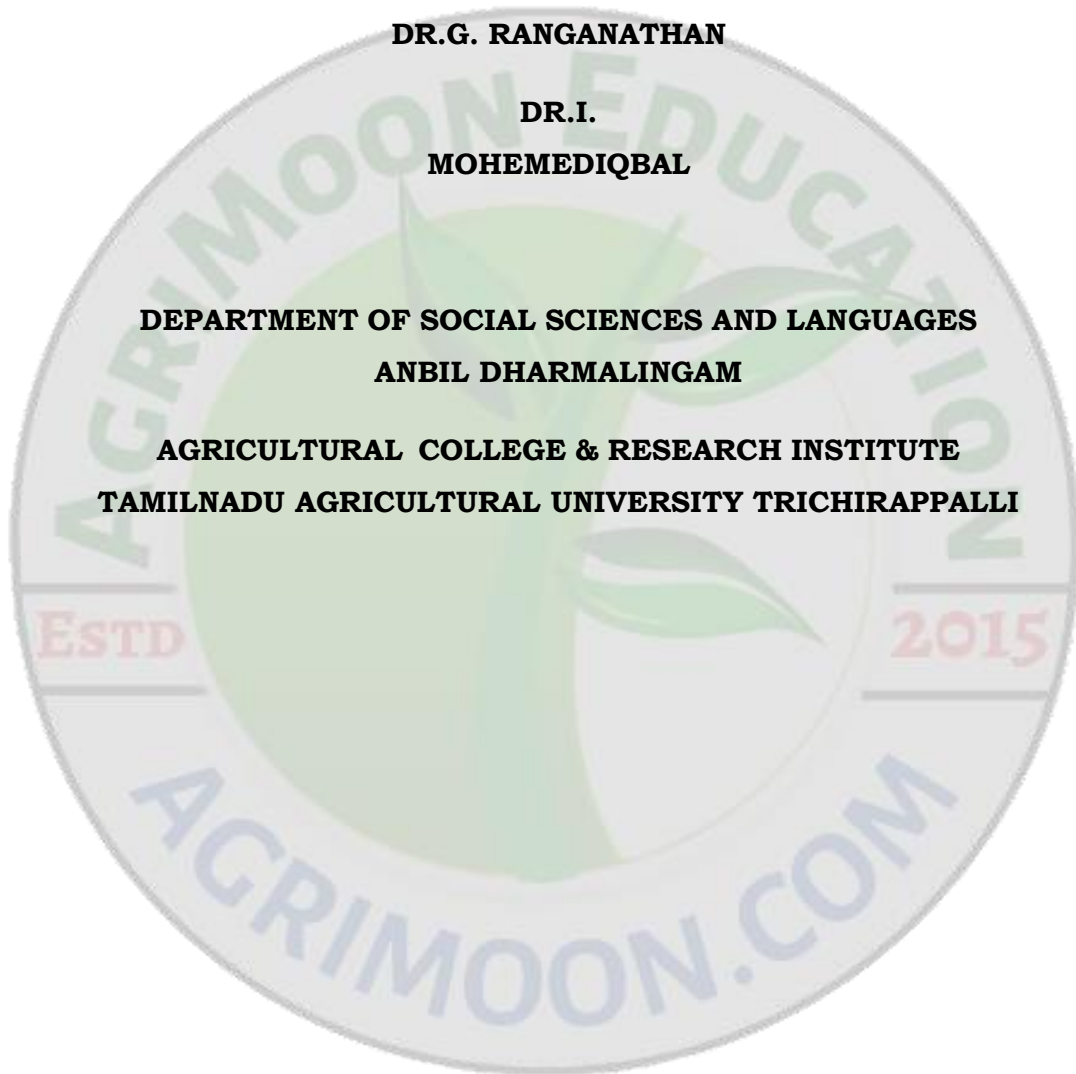 DR.G. RANGANATHAN
DR.I.
MOHEMEDIQBAL
DEPARTMENT OF SOCIAL SCIENCES AND LANGUAGES
ANBIL DHARMALINGAM
AGRICULTURAL COLLEGE & RESEARCH INSTITUTE
TAMILNADU AGRICULTURAL UNIVERSITY TRICHIRAPPALLI
AGRIMOON EDUCATION
ESTD 2015
AGRIMOON.COM